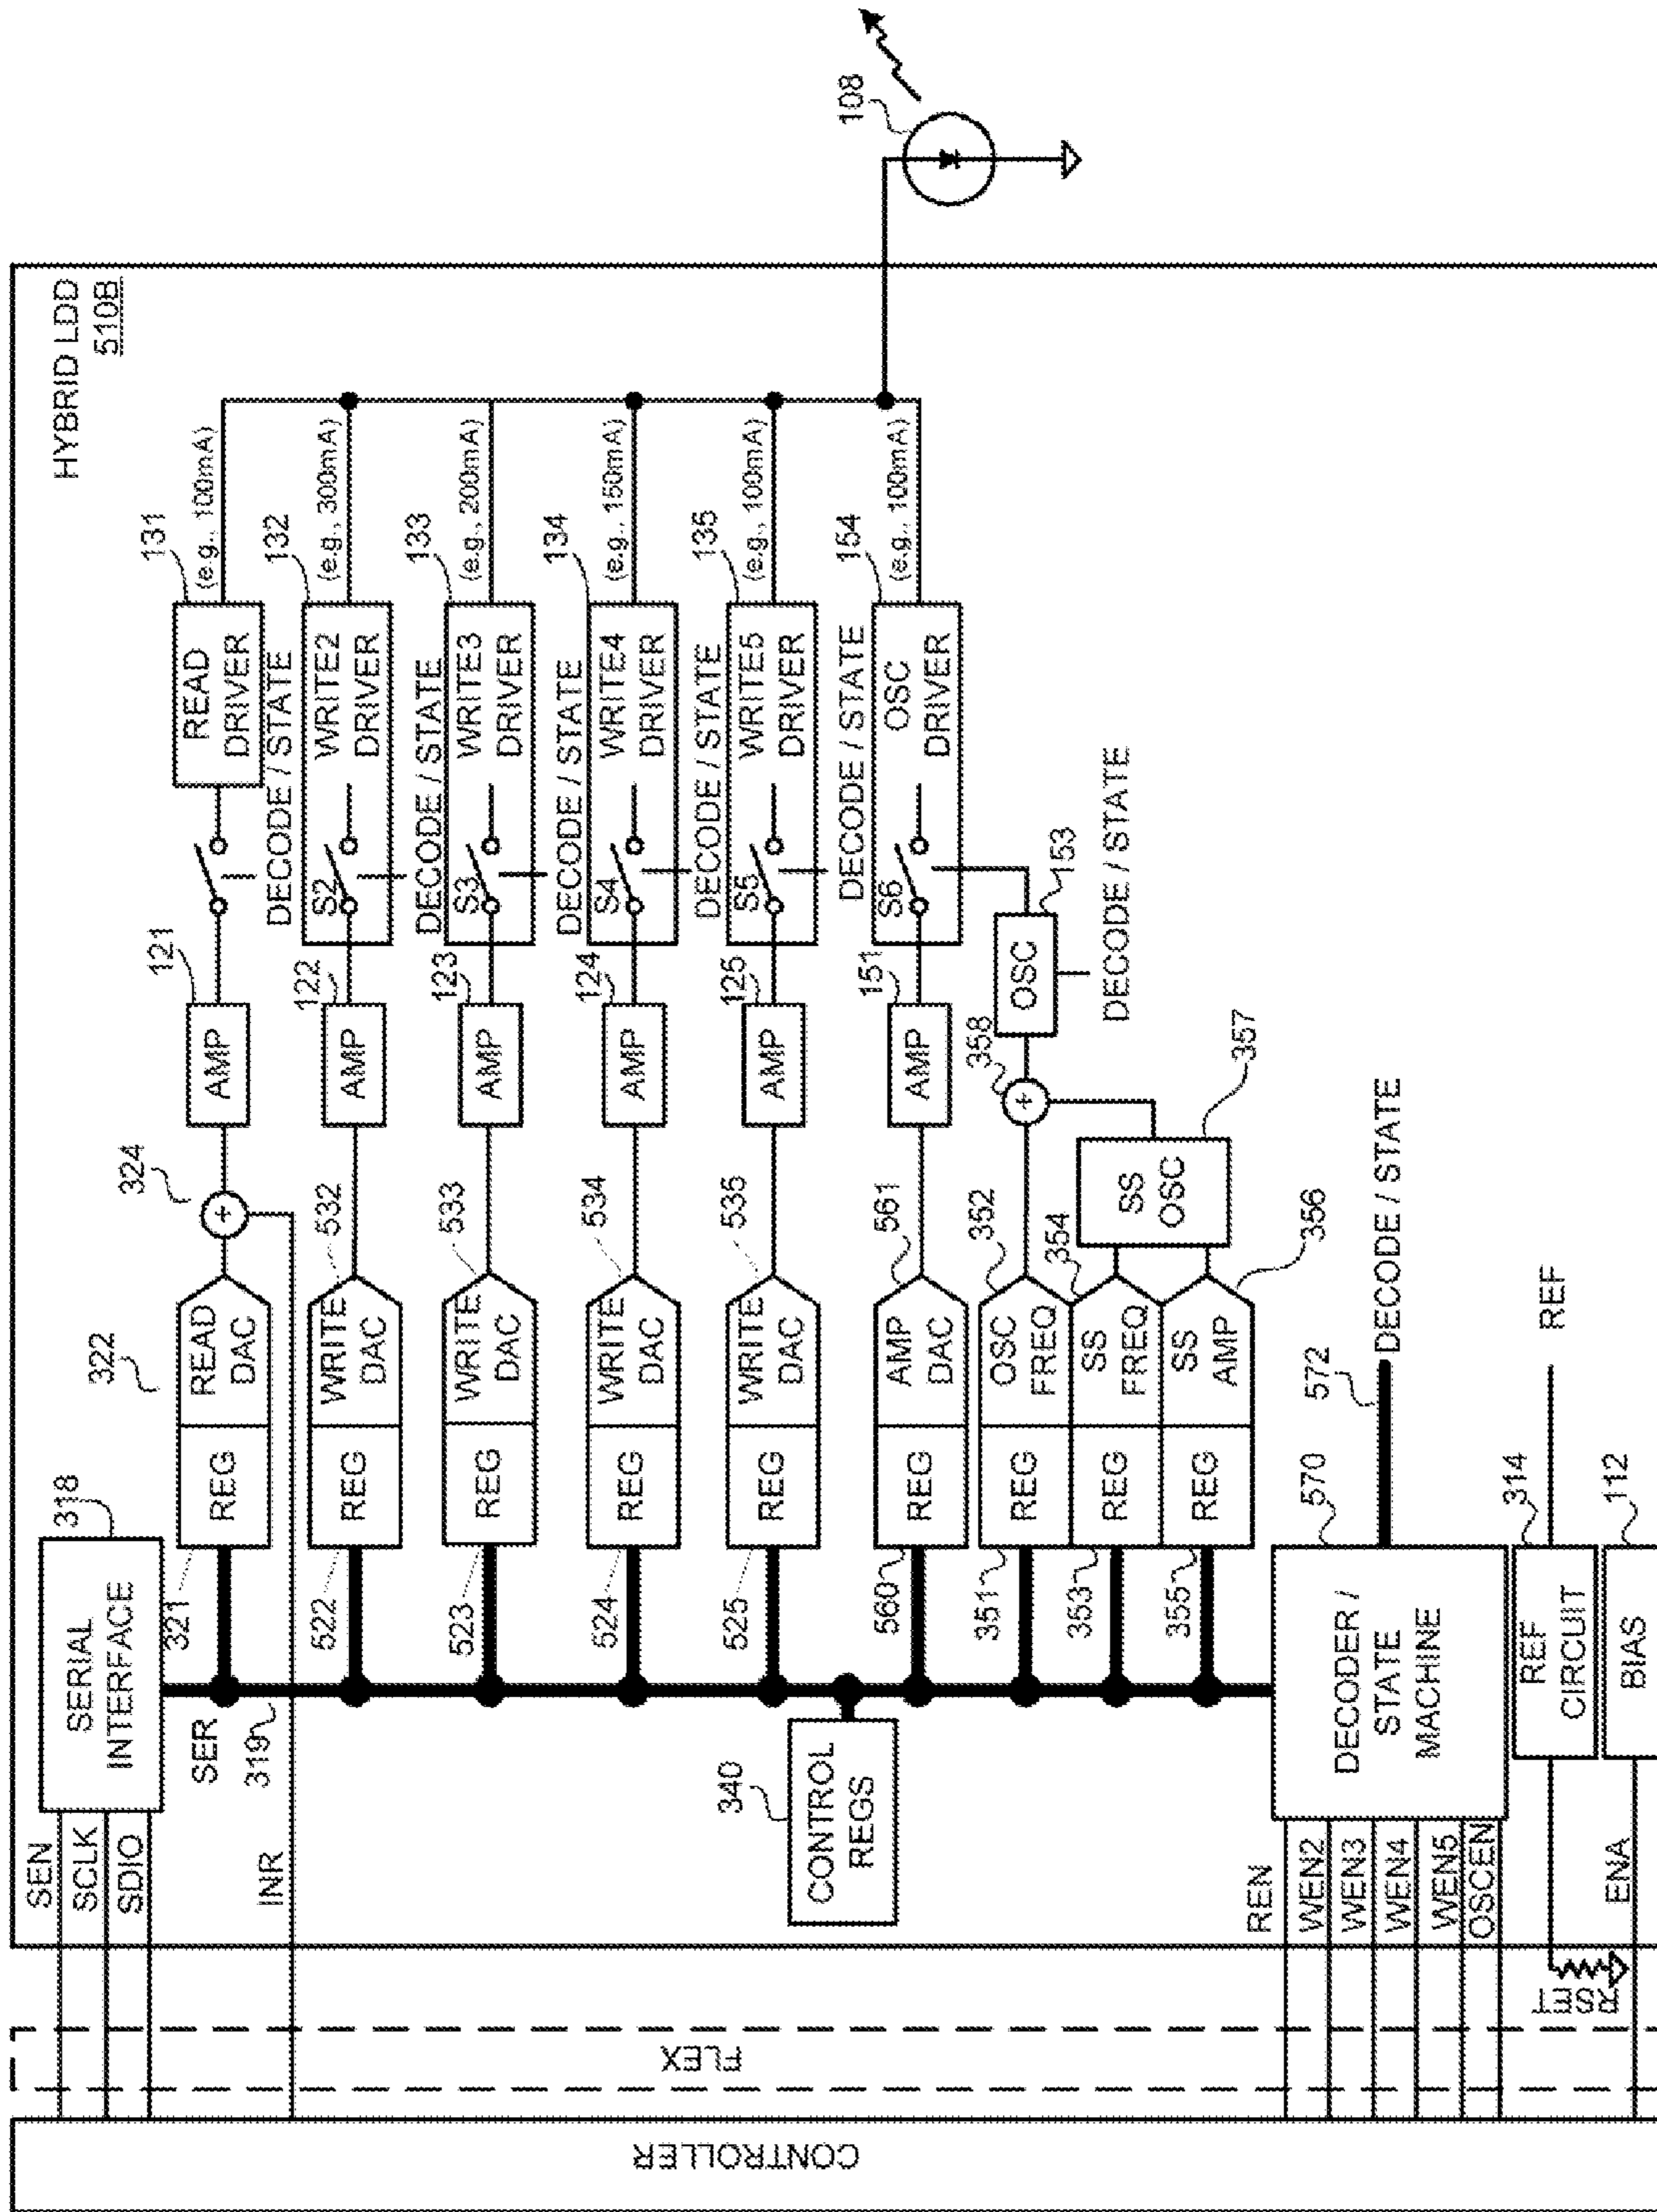 HYBRID LDD
510B
CONTROLLER
FLEX
SEN
SCLK
SDIO
SERIAL
INTERFACE
318
SER
319
INR
321
REG
READ
DAC
322
324
AMP
121
READ
DRIVER
131
(e.g., 100mA)
DECODE / STATE
522
REG
WRITE
DAC
532
AMP
122
S2
WRITE2
DRIVER
132
(e.g., 300mA)
DECODE / STATE
523
REG
WRITE
DAC
533
AMP
123
S3
WRITE3
DRIVER
133
(e.g., 200mA)
DECODE / STATE
524
REG
WRITE
DAC
534
AMP
124
S4
WRITE4
DRIVER
134
(e.g., 150mA)
DECODE / STATE
525
REG
WRITE
DAC
535
AMP
125
S5
WRITE5
DRIVER
135
(e.g., 100mA)
DECODE / STATE
340
CONTROL
REGS
560
REG
AMP
DAC
561
AMP
151
S6
OSC
DRIVER
154
(e.g., 100mA)
108
351
REG
OSC
FREQ
352
+
358
OSC
153
DECODE / STATE
353
REG
SS
FREQ
354
SS
OSC
357
355
REG
SS
AMP
356
REN
WEN2
WEN3
WEN4
WEN5
OSCEN
DECODER /
STATE
MACHINE
570
572
DECODE / STATE
RSET
REF
CIRCUIT
314
REF
ENA
BIAS
112